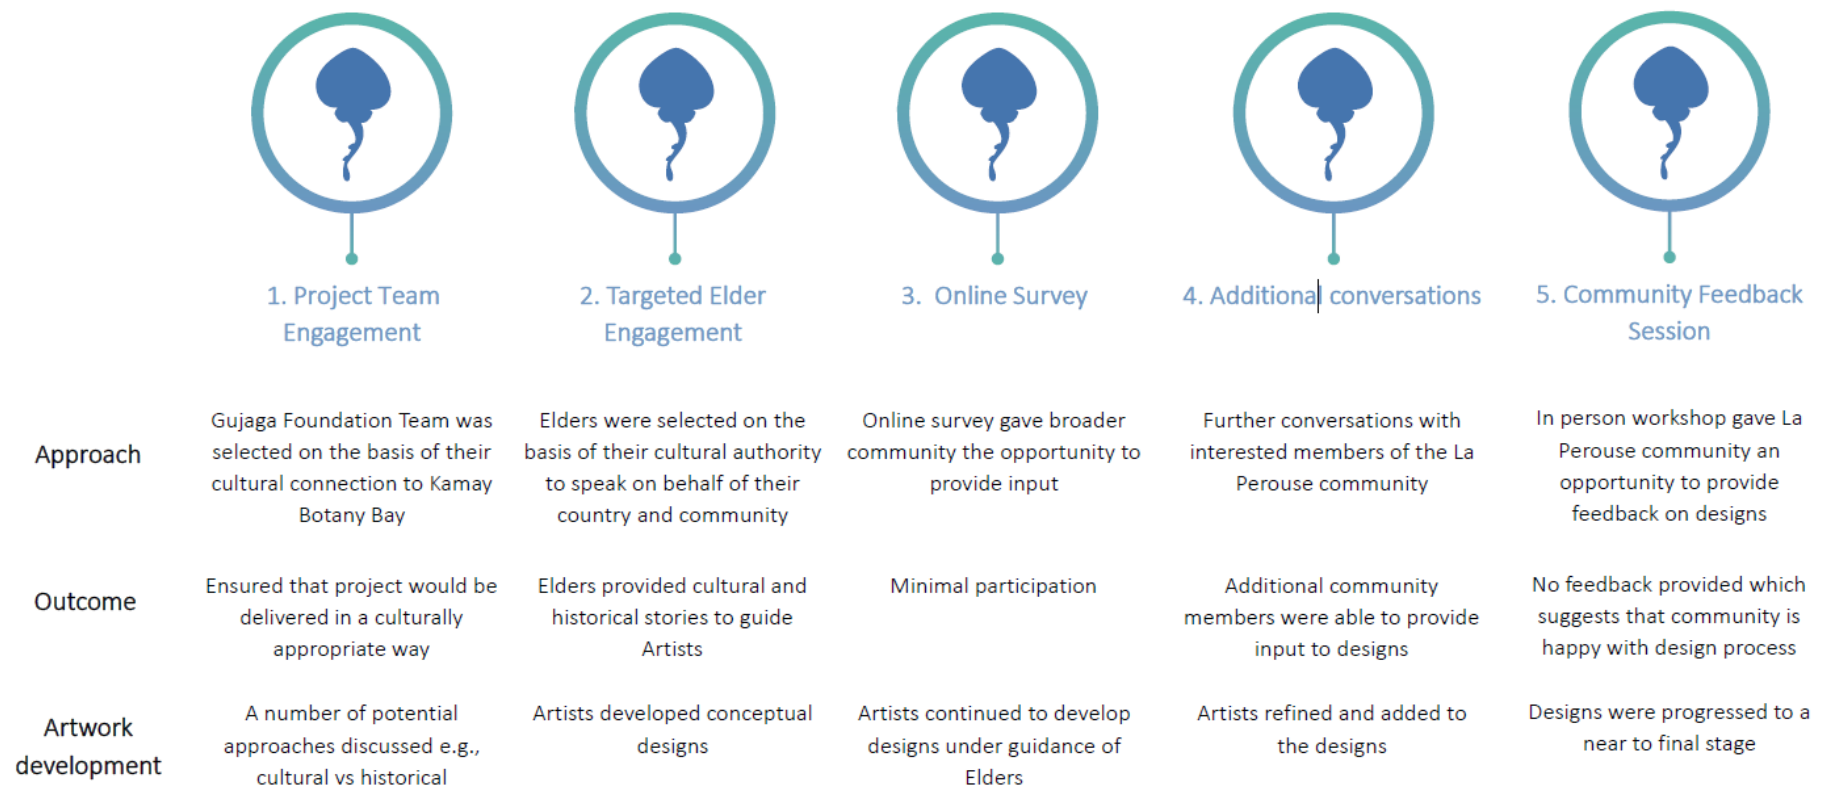 1. Project Team
Engagement
2. Targeted Elder
Engagement
3. Online Survey
4. Additional conversations
5. Community Feedback
Session
Approach
Gujaga Foundation Team was
selected on the basis of their
cultural connection to Kamay
Botany Bay
Elders were selected on the
basis of their cultural authority
to speak on behalf of their
country and community
Online survey gave broader
community the opportunity to
provide input
Further conversations with
interested members of the La
Perouse community
In person workshop gave La
Perouse community an
opportunity to provide
feedback on designs
Outcome
Ensured that project would be
delivered in a culturally
appropriate way
Elders provided cultural and
historical stories to guide
Artists
Minimal participation
Additional community
members were able to provide
input to designs
No feedback provided which
suggests that community is
happy with design process
Artwork
development
A number of potential
approaches discussed e.g.,
cultural vs historical
Artists developed conceptual
designs
Artists continued to develop
designs under guidance of
Elders
Artists refined and added to
the designs
Designs were progressed to a
near to final stage